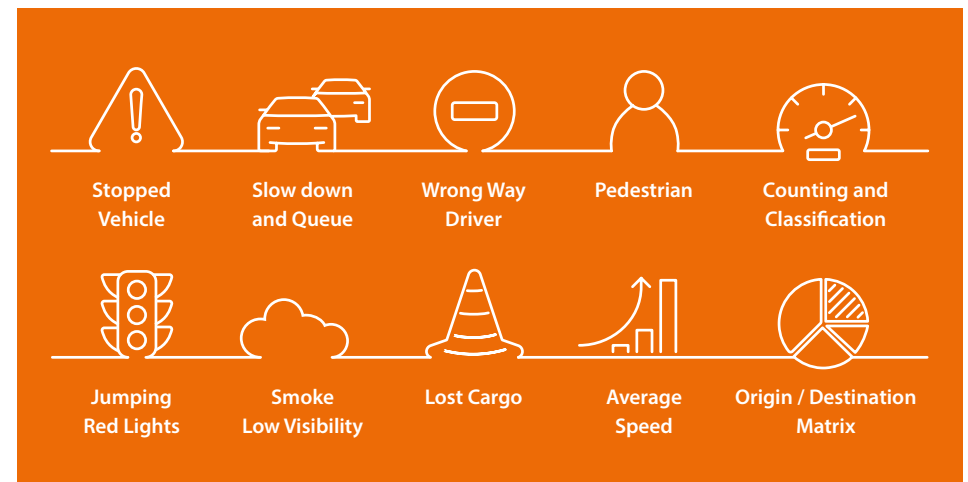 Stopped
Vehicle
Slow down
and Queue
Wrong Way
Driver
Pedestrian
Counting and
Classification
Jumping
Red Lights
Smoke
Low Visibility
Lost Cargo
Average
Speed
Origin / Destination
Matrix